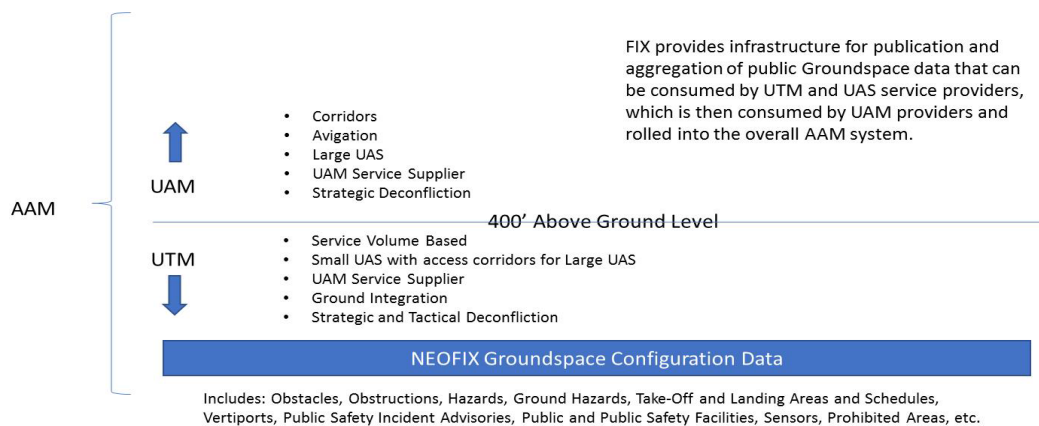 AAM
FIX provides infrastructure for publication and
aggregation of public Groundspace data that can
be consumed by UTM and UAS service providers,
which is then consumed by UAM providers and
rolled into the overall AAM system.
UAM
• Corridors
• Avigation
• Large UAS
• UAM Service Supplier
• Strategic Deconfliction
400’ Above Ground Level
UTM
• Service Volume Based
• Small UAS with access corridors for Large UAS
• UAM Service Supplier
• Ground Integration
• Strategic and Tactical Deconfliction
NEOFIX Groundspace Configuration Data
Includes: Obstacles, Obstructions, Hazards, Ground Hazards, Take-Off and Landing Areas and Schedules,
Vertiports, Public Safety Incident Advisories, Public and Public Safety Facilities, Sensors, Prohibited Areas, etc.